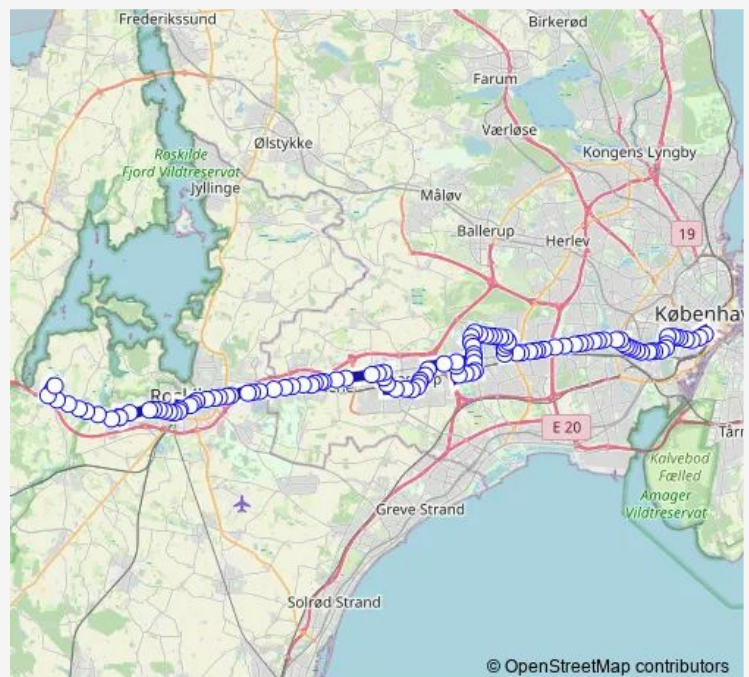 Frederikssund
Birkerød
Farum
Værløse
Ølstykke
Kongens Lyngby
Roskilde
Fjord Vildtreservat
Jyllinge
Måløv
Ballerup
Herlev
19
Københav
E 20
Tårn
Kalvebod
Fælled
Amager
Vildtreservat
Greve Strand
Solrød Strand
© OpenStreetMap contributors